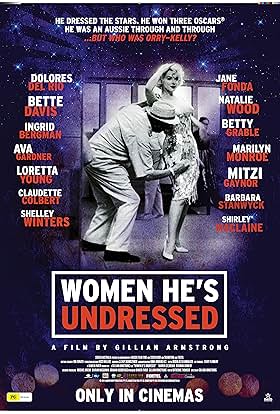 HE DRESSED THE STARS. HE WON THREE OSCARS®
HE WAS AN AUSSIE THROUGH AND THROUGH
...BUT WHO WAS ORRY-KELLY?
DOLORES
DEL RIO
BETTE
DAVIS
INGRID
BERGMAN
AVA
GARDNER
LORETTA
YOUNG
CLAUDETTE
COLBERT
SHELLEY
WINTERS
JANE
FONDA
NATALIE
WOOD
BETTY
GRABLE
MARILYN
MONROE
MITZI
GAYNOR
BARBARA
STANWYCK
SHIRLEY
MACLAINE
WOMEN HE'S
UNDRESSED
A FILM BY GILLIAN ARMSTRONG
PG
ONLY IN CINEMAS